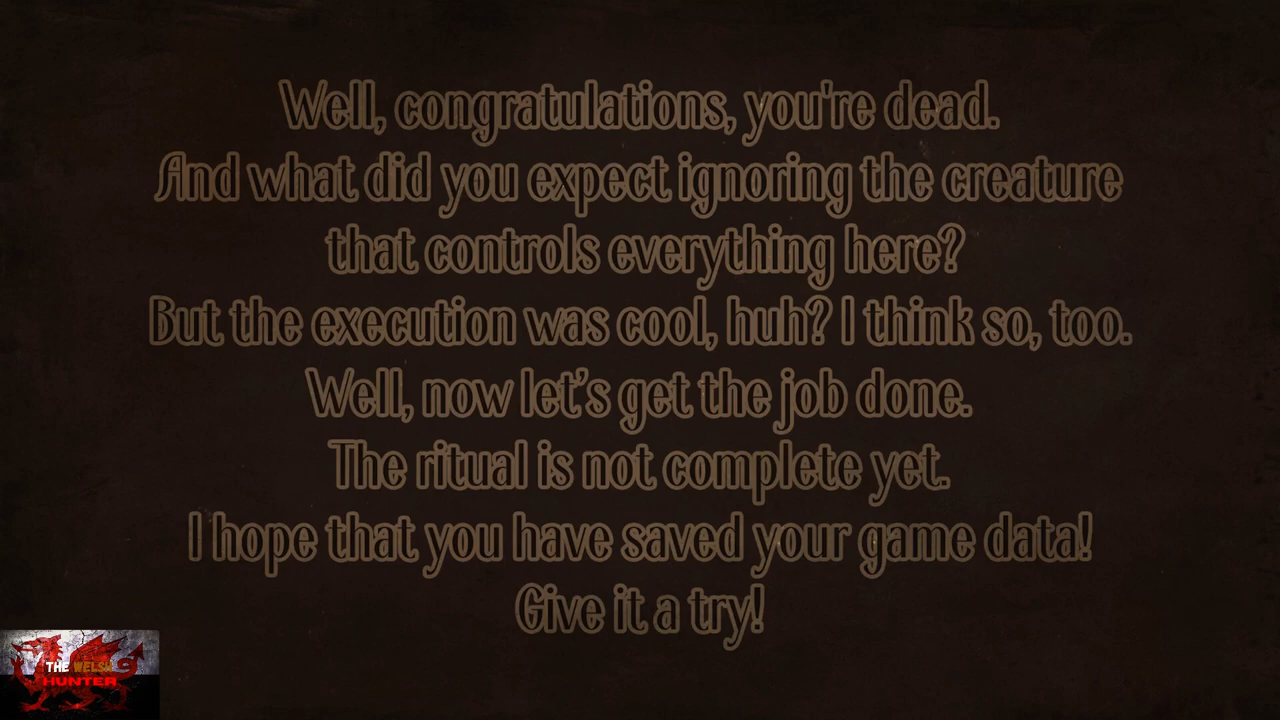 Well, congratulations, you're dead.
And what did you expect ignoring the creature
that controls everything here?
But the execution was cool, huh? I think so, too.
Well, now let's get the job done.
The ritual is not complete yet.
I hope that you have saved your game data!
Give it a try!
THE WELSH
HUNTER